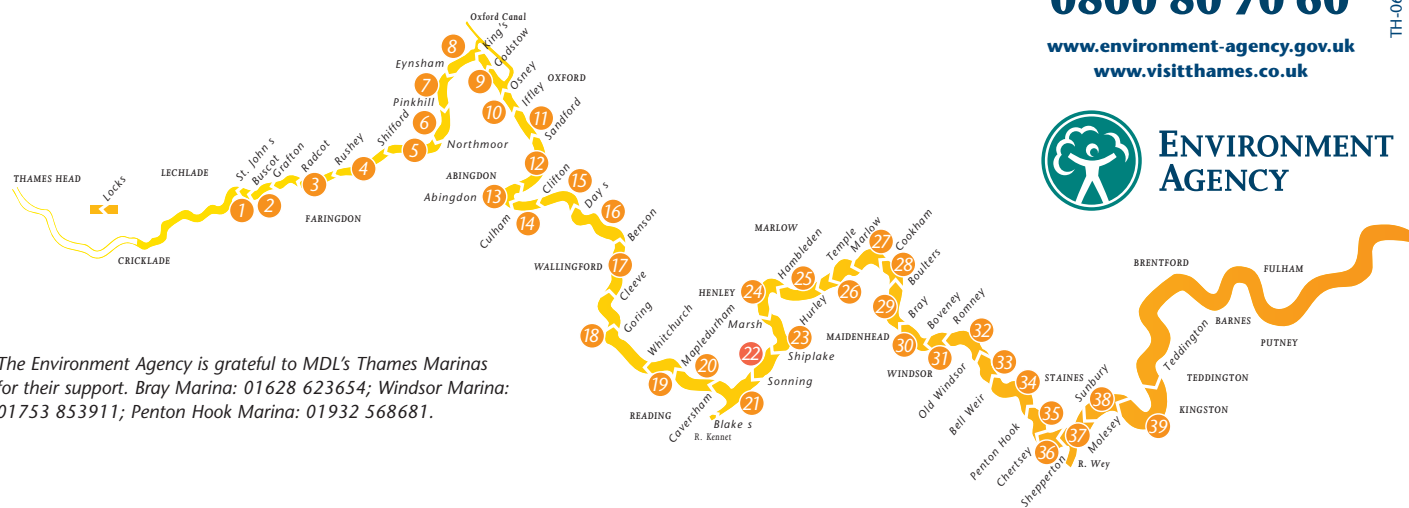 0800 80 70 60
www.environment-agency.gov.uk
www.visitthames.co.uk
ENVIRONMENT
AGENCY
TH-06
THAMES HEAD
Locks
CRICKLADE
LECHLADE
St. John s
1
Buscot
2
Grafton
Radcot
3
FARINGDON
Rushey
4
Shifford
5
Northmoor
6
Pinkhill
7
Eynsham
8
Oxford Canal
King's
9
Godstow
OXFORD
Osney
10
Iffley
11
Sandford
12
ABINGDON
Abingdon
13
Culham
14
Clifton
15
Day s
16
Benson
WALLINGFORD
17
Cleeve
Goring
18
Whitchurch
19
Mapledurham
20
READING
Caversham
21
Blake s
R. Kennet
Sonning
22
Shiplake
23
Marsh
HENLEY
24
MARLOW
Hambleden
25
Hurley
Temple
26
Marlow
27
Cookham
28
Boulters
29
MAIDENHEAD
Bray
30
Boveney
31
WINDSOR
Romney
32
Old Windsor
33
Bell Weir
34
STAINES
Penton Hook
35
Chertsey
36
Shepperton
37
R. Wey
Sunbury
38
Molesey
39
KINGSTON
TEDDINGTON
Teddington
BRENTFORD
FULHAM
BARNES
PUTNEY
The Environment Agency is grateful to MDL's Thames Marinas
for their support. Bray Marina: 01628 623654; Windsor Marina:
01753 853911; Penton Hook Marina: 01932 568681.